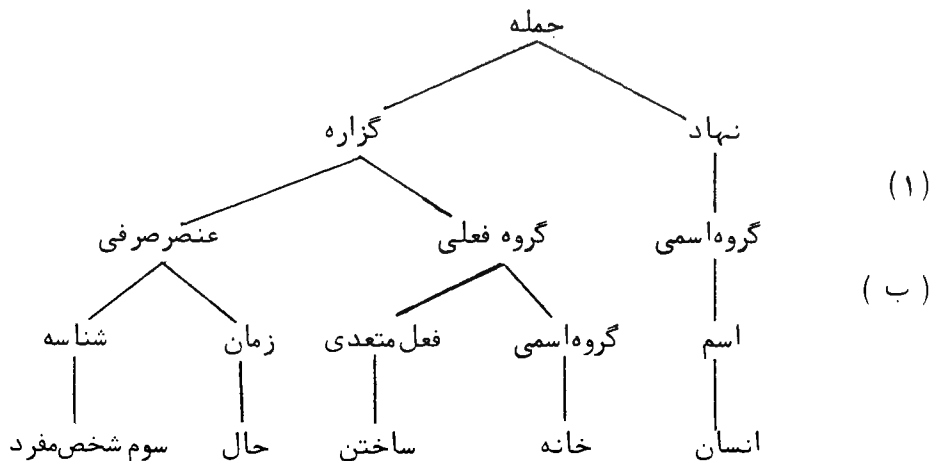 جمله
نهاد گزاره
(۱)
گروه‌اسمی گروه فعلی عنصرصرفی
(ب)
اسم گروه‌اسمی فعل‌متعدی زمان شناسه
انسان خانه ساختن حال سوم شخص‌مفرد